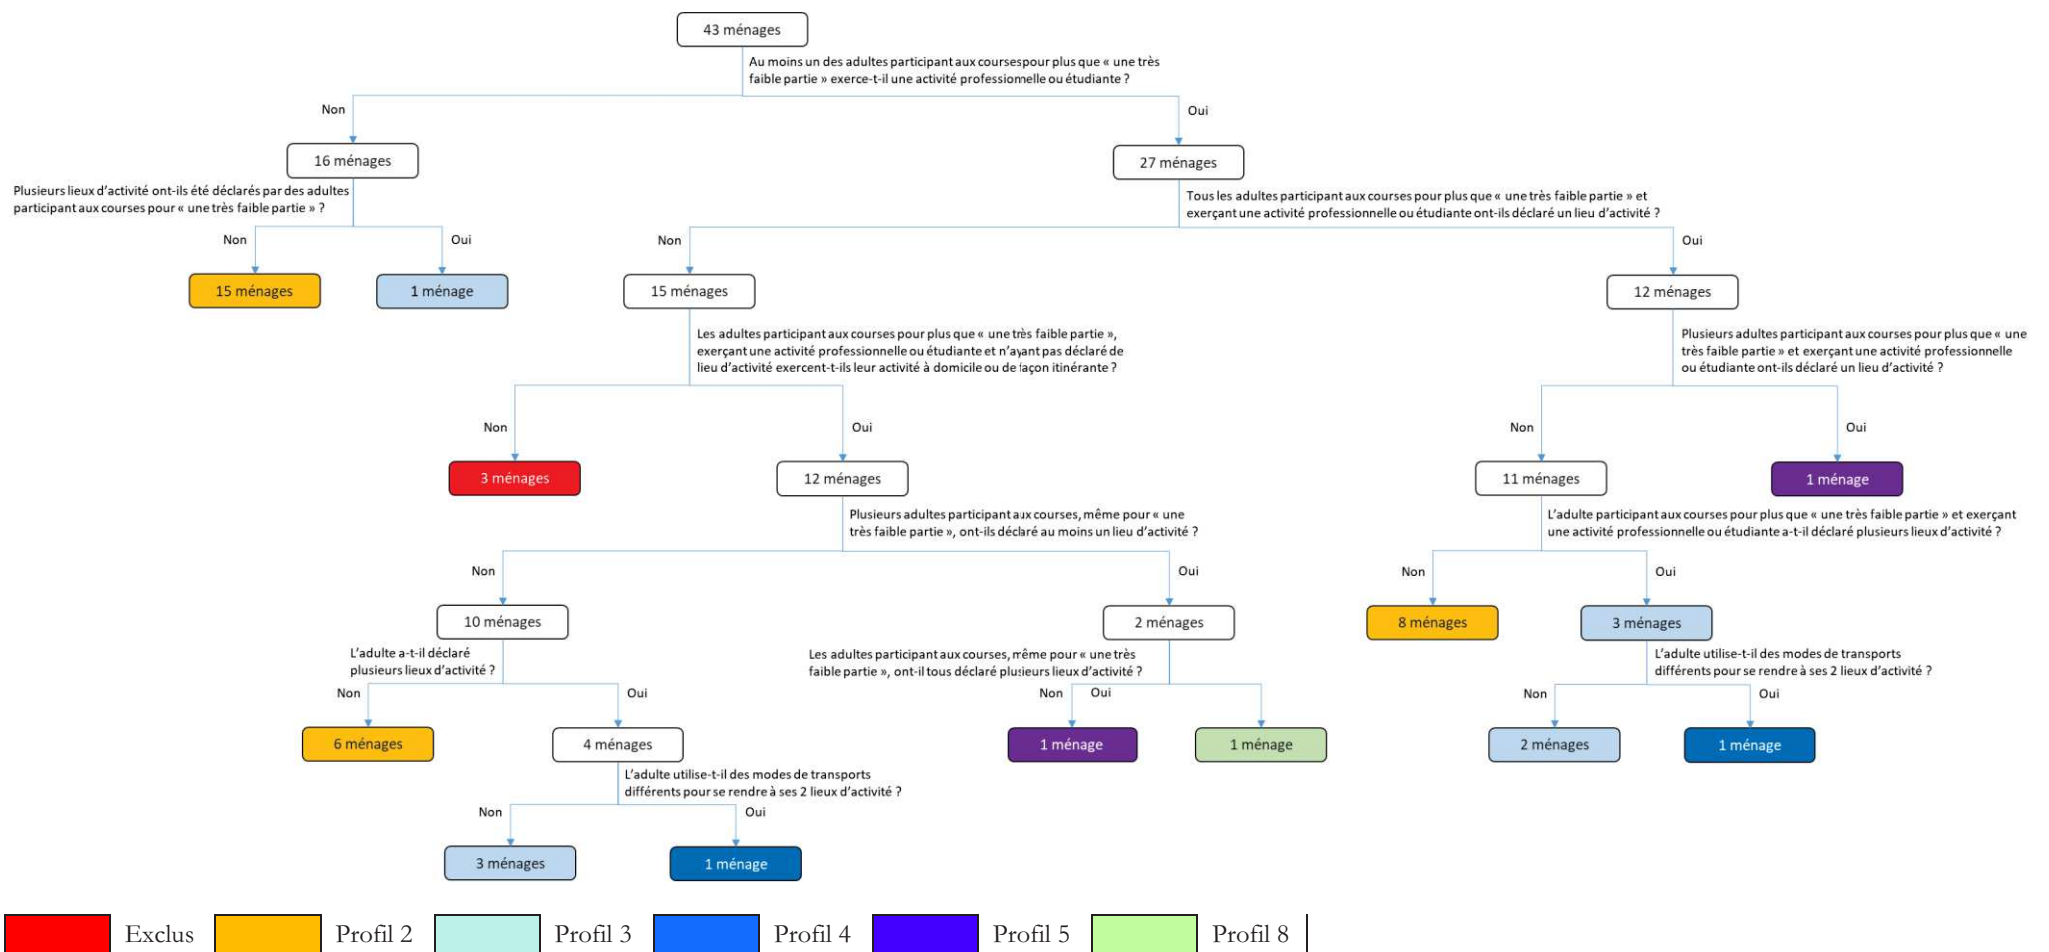 43 ménages
Au moins un des adultes participant aux courses pour plus que « une très
faible partie » exerce-t-il une activité professionnelle ou étudiante ?
Non
Oui
16 ménages
27 ménages
Plusieurs lieux d'activité ont-ils été déclarés par des adultes
participant aux courses pour « une très faible partie » ?
Tous les adultes participant aux courses pour plus que « une très faible partie » et
exerçant une activité professionnelle ou étudiante ont-ils déclaré un lieu d'activité ?
Non
Oui
Non
Oui
15 ménages
1 ménage
15 ménages
12 ménages
Les adultes participant aux courses pour plus que « une très faible partie »,
exerçant une activité professionnelle ou étudiante et n'ayant pas déclaré de
lieu d'activité exercent-t-ils leur activité à domicile ou de façon itinérante ?
Plusieurs adultes participant aux courses pour plus que « une
très faible partie » et exerçant une activité professionnelle
ou étudiante ont-ils déclaré un lieu d'activité ?
Non
Oui
Non
Oui
3 ménages
12 ménages
11 ménages
1 ménage
Plusieurs adultes participant aux courses, même pour « une
très faible partie », ont-ils déclaré au moins un lieu d'activité ?
L'adulte participant aux courses pour plus que « une très faible partie » et exerçant
une activité professionnelle ou étudiante a-t-il déclaré plusieurs lieux d'activité ?
Non
Oui
Non
Oui
10 ménages
2 ménages
8 ménages
3 ménages
L'adulte a-t-il déclaré
plusieurs lieux d'activité ?
Les adultes participant aux courses, même pour « une très
faible partie », ont-il tous déclaré plusieurs lieux d'activité ?
L'adulte utilise-t-il des modes de transports
différents pour se rendre à ses 2 lieux d'activité ?
Non
Oui
Non
Oui
Non
Oui
6 ménages
4 ménages
1 ménage
1 ménage
2 ménages
1 ménage
L'adulte utilise-t-il des modes de transports
différents pour se rendre à ses 2 lieux d'activité ?
Non
Oui
3 ménages
1 ménage
Exclus
Profil 2
Profil 3
Profil 4
Profil 5
Profil 8